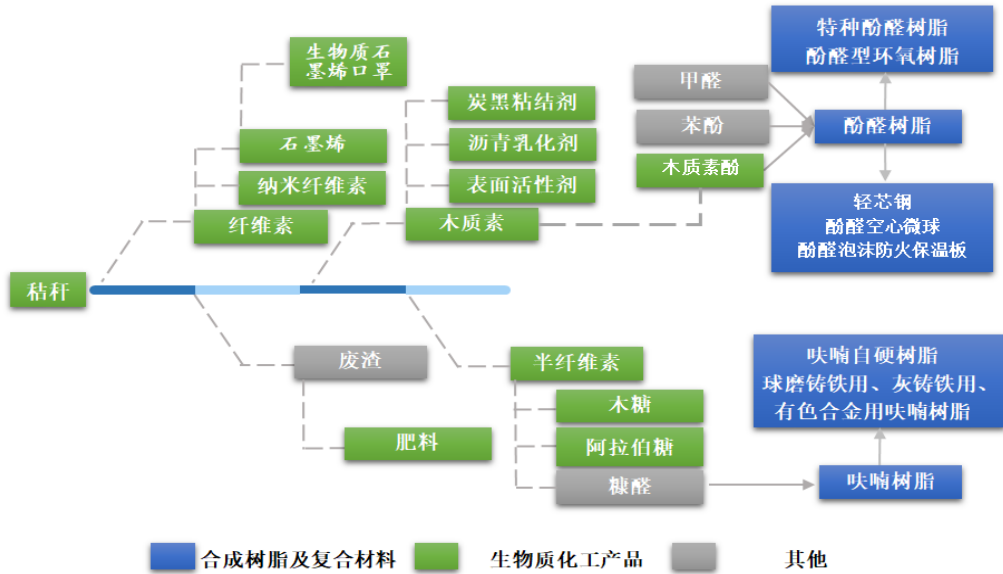 生物质石
墨烯口罩
石墨烯
纳米纤维素
纤维素
炭黑粘结剂
沥青乳化剂
表面活性剂
木质素
甲醛
苯酚
木质素酚
特种酚醛树脂
酚醛型环氧树脂
酚醛树脂
轻芯钢
酚醛空心微球
酚醛泡沫防火保温板
秸秆
废渣
肥料
半纤维素
木糖
阿拉伯糖
糠醛
呋喃自硬树脂
球磨铸铁用、灰铸铁用、
有色合金用呋喃树脂
呋喃树脂
合成树脂及复合材料
生物质化工产品
其他